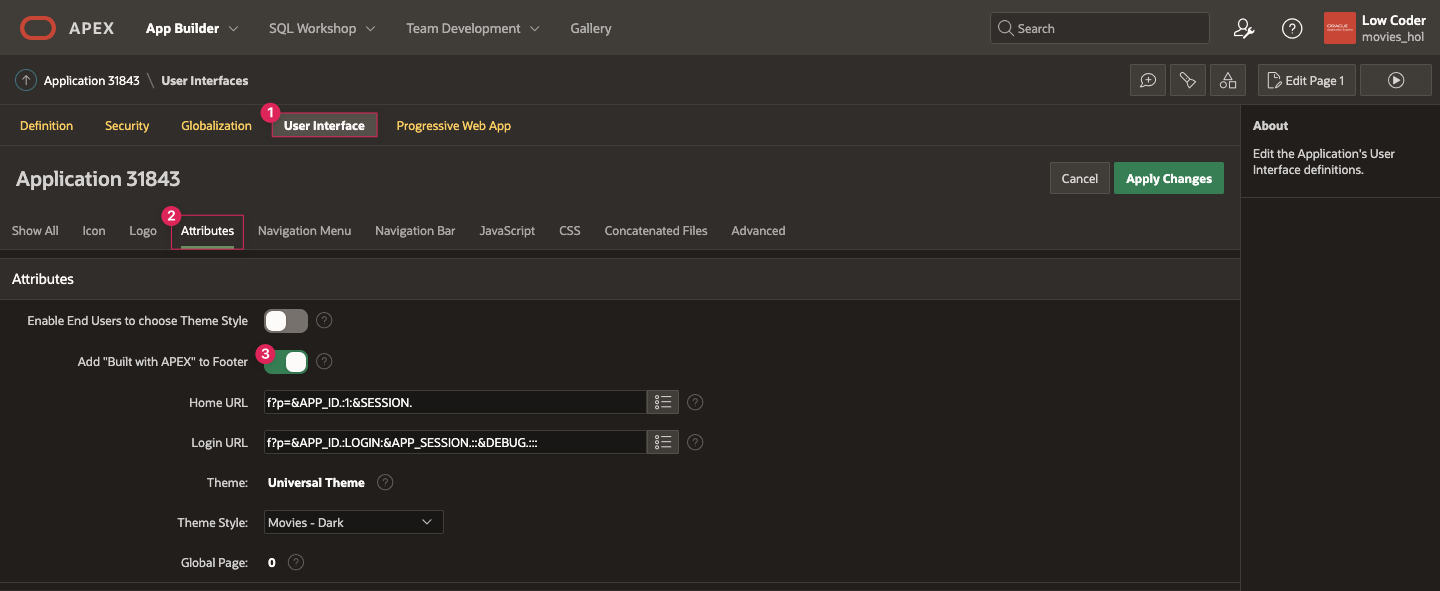 APEX App Builder SQL Workshop Team Development Gallery Search Low Coder
movies_hol
Application 31843 \ User Interfaces Edit Page 1
1
Definition Security Globalization User Interface Progressive Web App
About
Edit the Application's User
Interface definitions.
Application 31843 Cancel Apply Changes
2
Show All Icon Logo Attributes Navigation Menu Navigation Bar JavaScript CSS Concatenated Files Advanced
Attributes
Enable End Users to choose Theme Style ?
Add "Built with APEX" to Footer 3 ?
Home URL f?p=&APP_ID.:1:&SESSION. ?
Login URL f?p=&APP_ID.:LOGIN:&APP_SESSION.::&DEBUG.::: ?
Theme: Universal Theme ?
Theme Style: Movies - Dark
Global Page: 0 ?